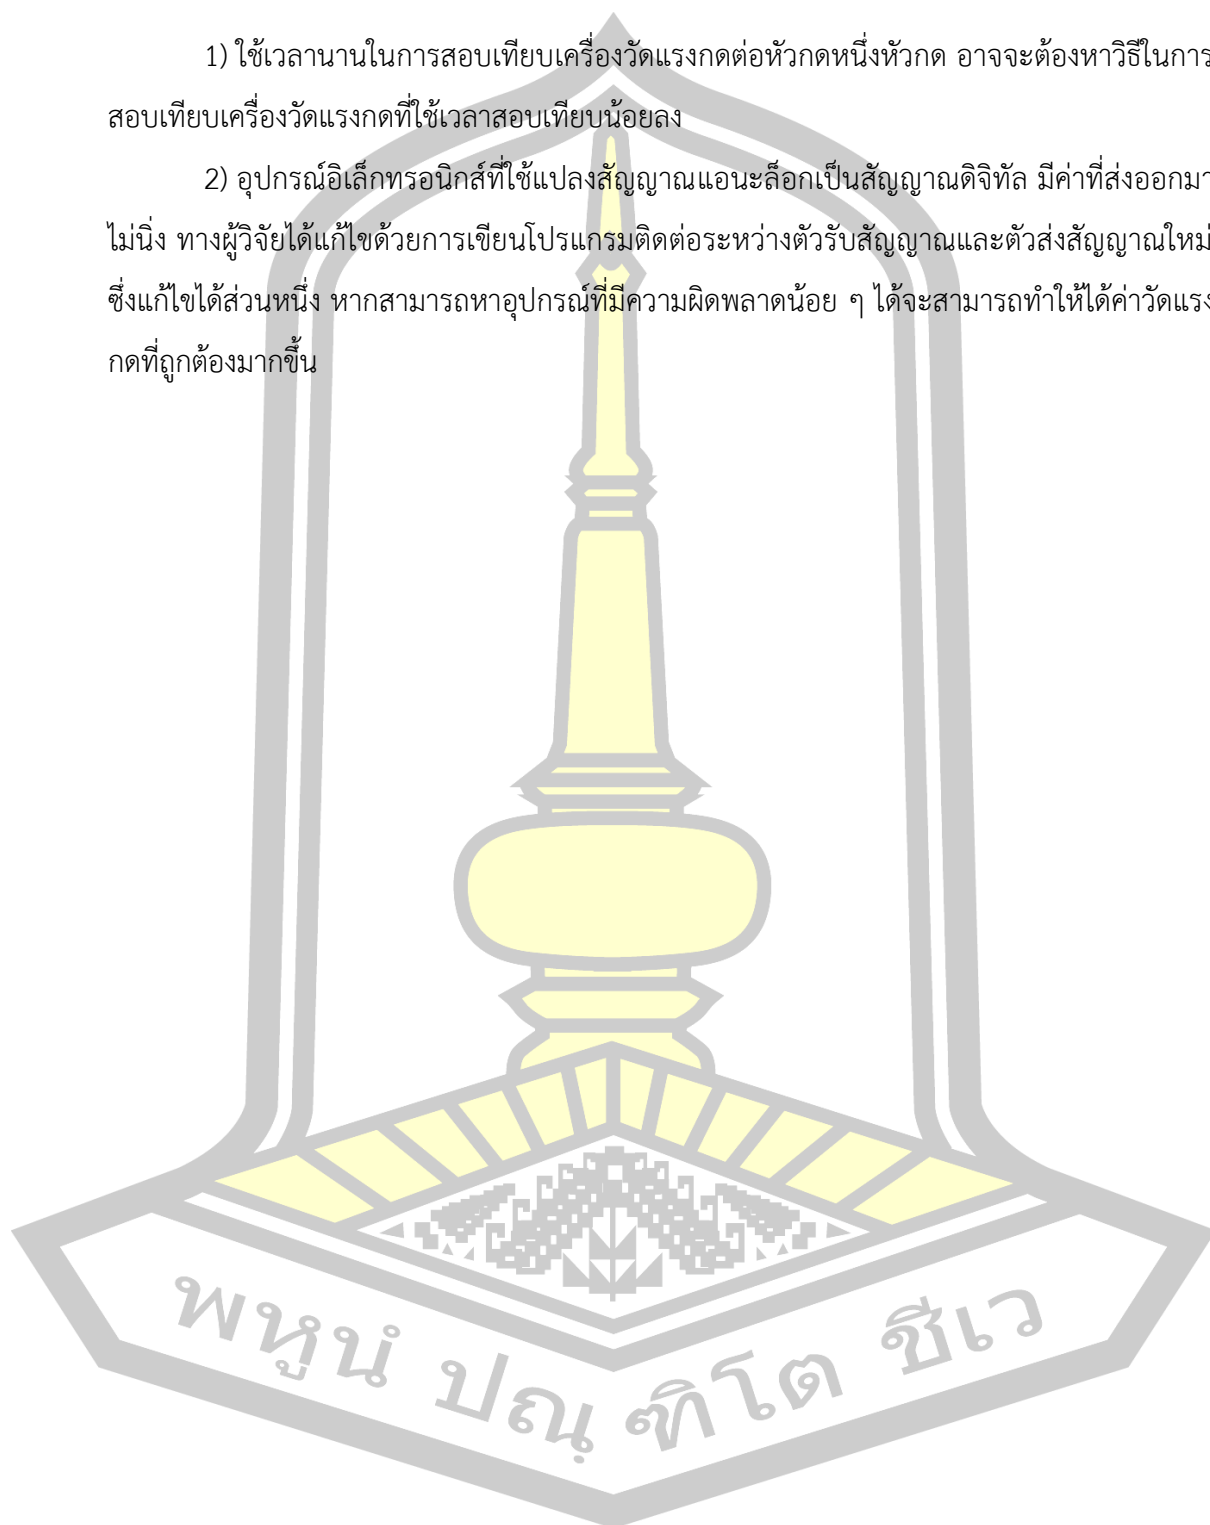 1) ใช้เวลานานในการสอบเทียบเครื่องวัดแรงกดต่อหัวกดหนึ่งหัวกด อาจจะต้องหาวิธีในการ
สอบเทียบเครื่องวัดแรงกดที่ใช้เวลาสอบเทียบน้อยลง
2) อุปกรณ์อิเล็กทรอนิกส์ที่ใช้แปลงสัญญาณแอนะล็อกเป็นสัญญาณดิจิทัล มีค่าที่ส่งออกมา
ไม่นิ่ง ทางผู้วิจัยได้แก้ไขด้วยการเขียนโปรแกรมติดต่อระหว่างตัวรับสัญญาณและตัวส่งสัญญาณใหม่
ซึ่งแก้ไขได้ส่วนหนึ่ง หากสามารถหาอุปกรณ์ที่มีความผิดพลาดน้อย ๆ ได้จะสามารถทำให้ได้ค่าวัดแรง
กดที่ถูกต้องมากขึ้น
พหูนํ ปณฺฑิโต ชีเว